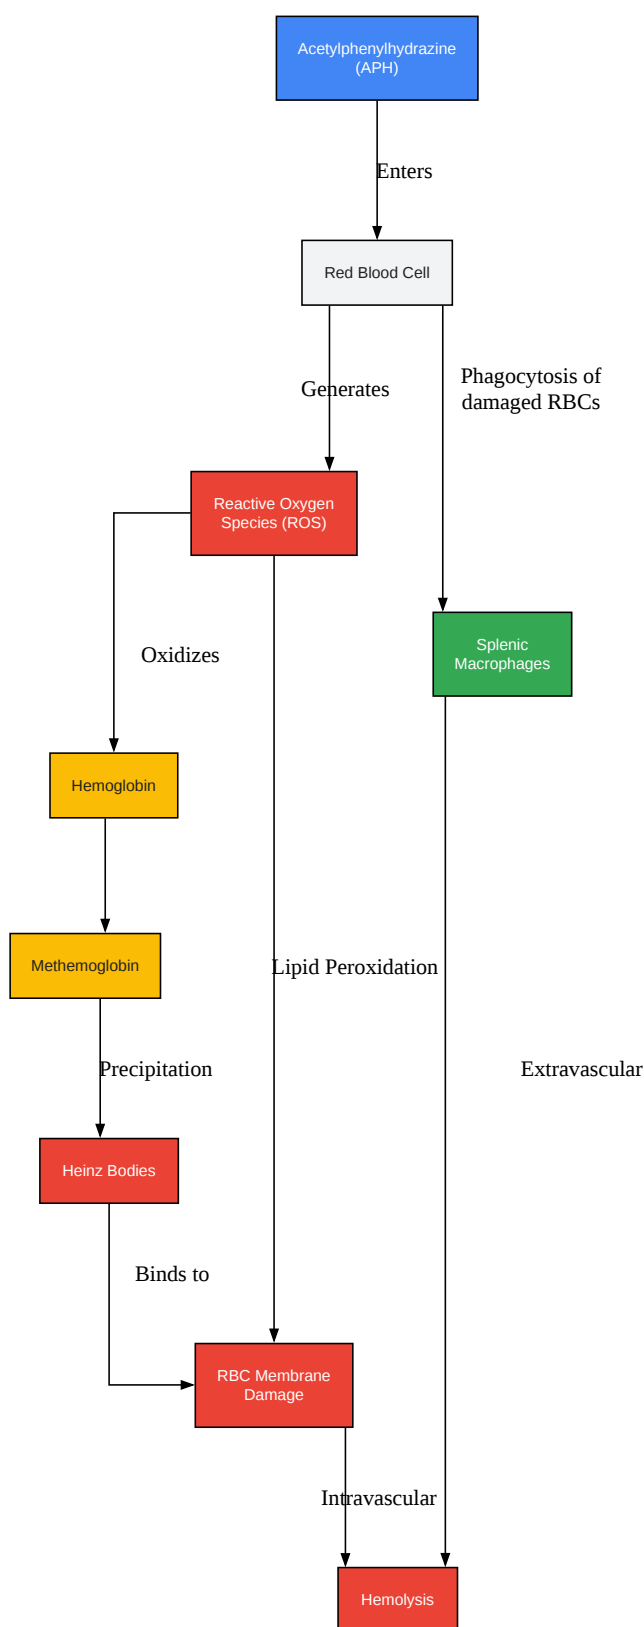 Acetylphenylhydrazine
(APH)
Enters
Red Blood Cell
Generates
Phagocytosis of
damaged RBCs
Reactive Oxygen
Species (ROS)
Oxidizes
Splenic
Macrophages
Hemoglobin
Methemoglobin
Lipid Peroxidation
Precipitation
Extravascular
Heinz Bodies
Binds to
RBC Membrane
Damage
Intravascular
Hemolysis